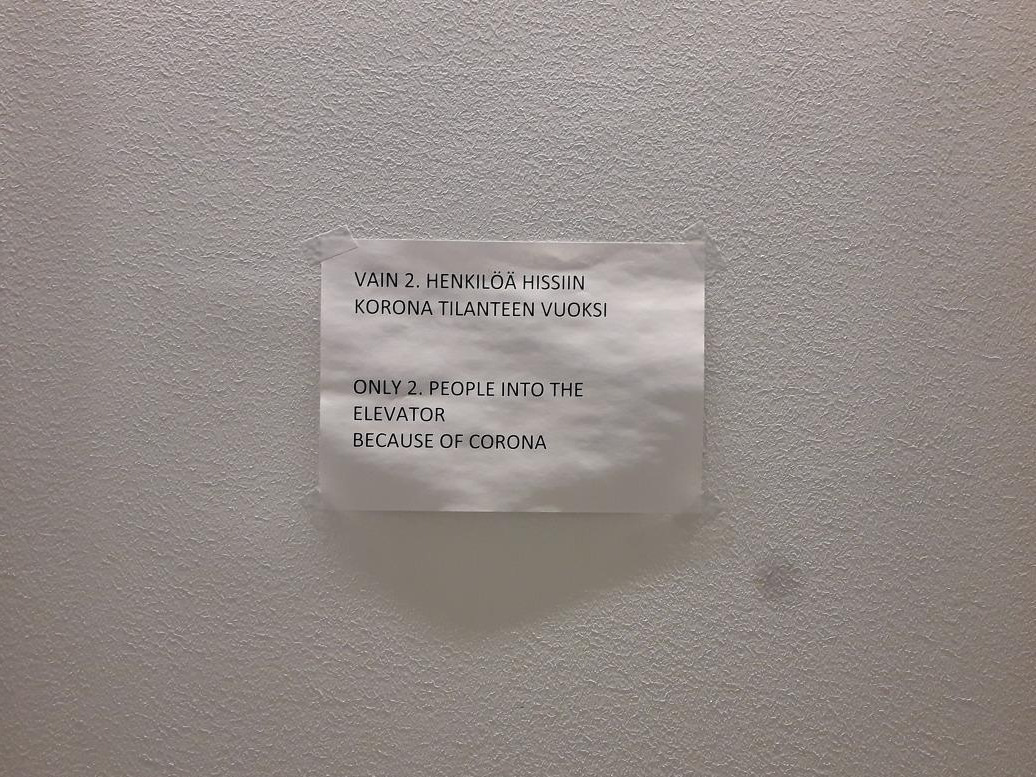 VAIN 2. HENKILÖÄ HISSIIN
KORONA TILANTEEN VUOKSI
ONLY 2. PEOPLE INTO THE
ELEVATOR
BECAUSE OF CORONA